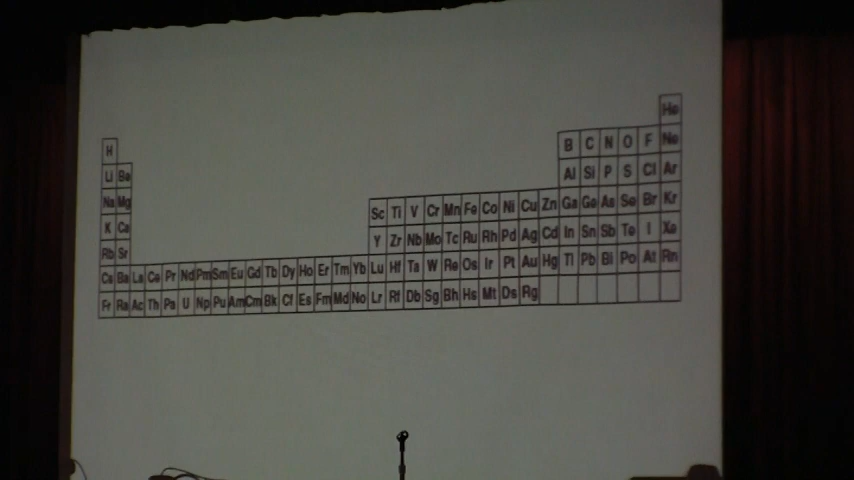 He
H B C N O F Ne
Li Be Al Si P S Cl Ar
Na Mg Sc Ti V Cr Mn Fe Co Ni Cu Zn Ga Ge As Se Br Kr
K Ca Y Zr Nb Mo Tc Ru Rh Pd Ag Cd In Sn Sb Te I Xe
Rb Sr Lu Hf Ta W Re Os Ir Pt Au Hg Tl Pb Bi Po At Rn
Cs Ba La Ce Pr Nd Pm Sm Eu Gd Tb Dy Ho Er Tm Yb
Fr Ra Ac Th Pa U Np Pu Am Cm Bk Cf Es Fm Md No Lr Rf Db Sg Bh Hs Mt Ds Rg